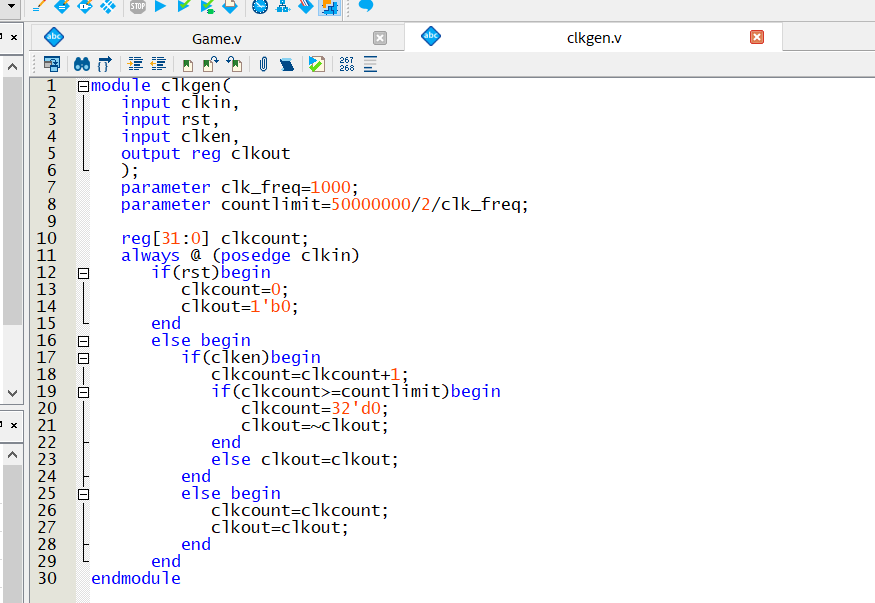 STOP
abc Game.v
abc clkgen.v
267
268
1 module clkgen(
2 input clkin,
3 input rst,
4 input clken,
5 output reg clkout
6 );
7 parameter clk_freq=1000;
8 parameter countlimit=50000000/2/clk_freq;
9
10 reg[31:0] clkcount;
11 always @ (posedge clkin)
12 if(rst)begin
13 clkcount=0;
14 clkout=1'b0;
15 end
16 else begin
17 if(clken)begin
18 clkcount=clkcount+1;
19 if(clkcount>=countlimit)begin
20 clkcount=32'd0;
21 clkout=~clkout;
22 end
23 else clkout=clkout;
24 end
25 else begin
26 clkcount=clkcount;
27 clkout=clkout;
28 end
29 end
30 endmodule